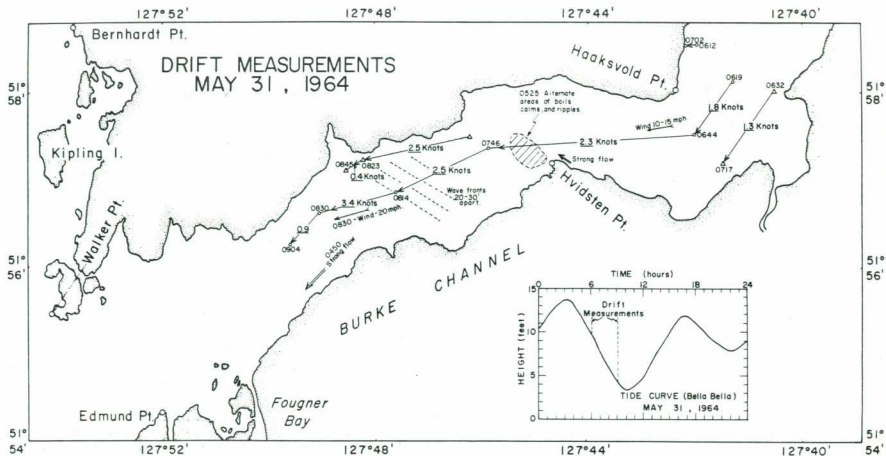 127°52'
127°48'
127°44'
127°40'
Bernhardt Pt.
DRIFT MEASUREMENTS
MAY 31, 1964
Haaksvold Pt.
0702
0612
51°
58'
51°
58'
0619
0632
0525 Alternate
areas of boils
calms, and ripples.
1.8 Knots
1.3 Knots
Wind 10-15 mph
0644
2.3 Knots
0746
Strong flow
0717
Kipling I.
2.5 Knots
0845
0823
0.4 Knots
2.5 Knots
Wave fronts
20-30'
apart.
Hvidsten Pt.
3.4 Knots
0814
0830
0830-Wind-20mph.
0.9
0904
Walker Pt.
0450
Strong flow
51°
56'
51°
56'
BURKE CHANNEL
TIME (hours)
0 6 12 18 24
15
10
5
0
HEIGHT (feet)
Drift
Measurements
TIDE CURVE (Bella Bella)
MAY 31, 1964
Edmund Pt.
Fougner
Bay
51°
54'
51°
54'
127°52'
127°48'
127°44'
127°40'